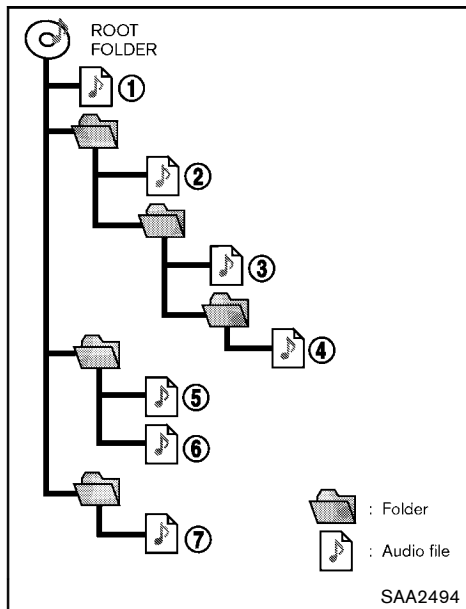 ROOT
FOLDER
①
②
③
④
⑤
⑥
⑦
: Folder
: Audio file
SAA2494